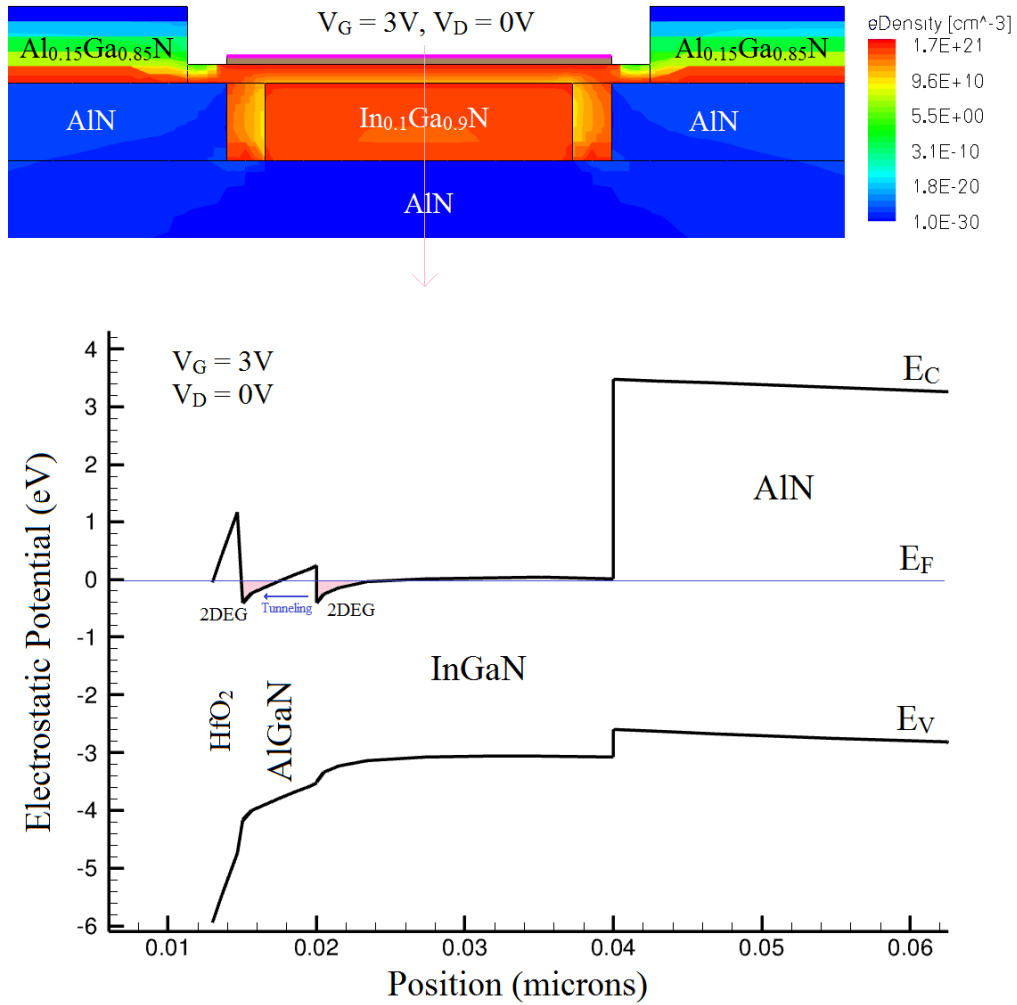 V_G = 3V, V_D = 0V
eDensity [cm^-3]
Al0.15Ga0.85N
Al0.15Ga0.85N
1.7E+21
9.6E+10
5.5E+00
3.1E-10
1.8E-20
1.0E-30
AlN
In0.1Ga0.9N
AlN
AlN
V_G = 3V
V_D = 0V
E_C
AlN
E_F
2DEG
Tunneling
2DEG
InGaN
HfO2
AlGaN
E_V
Electrostatic Potential (eV)
4
3
2
1
0
-1
-2
-3
-4
-5
-6
0.01 0.02 0.03 0.04 0.05 0.06
Position (microns)